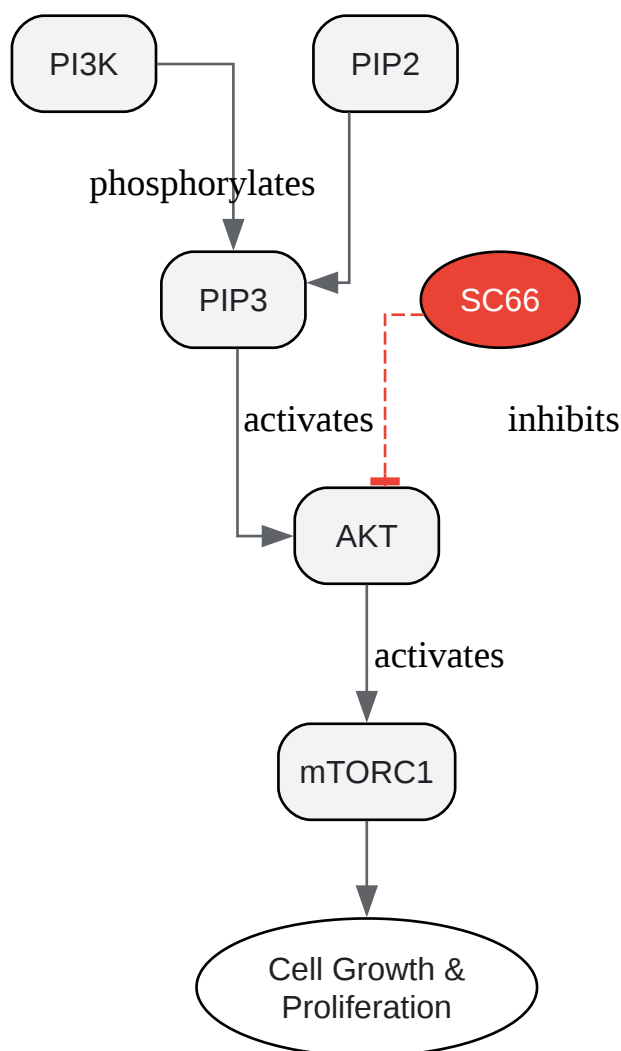 PI3K
PIP2
phosphorylates
PIP3
SC66
activates
inhibits
AKT
activates
mTORC1
Cell Growth &
Proliferation